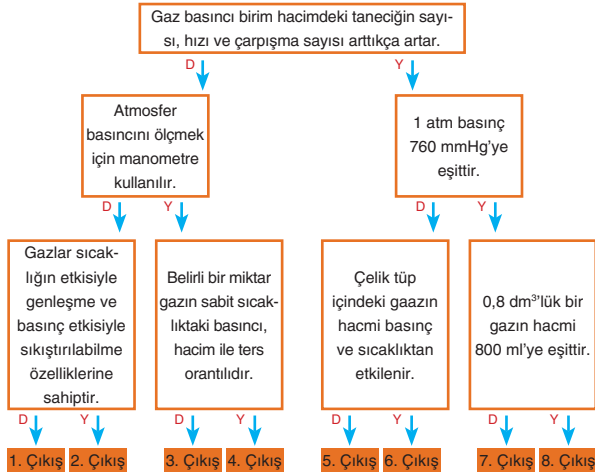 Gaz basıncı birim hacimdeki taneciğin sayı-
sı, hızı ve çarpışma sayısı arttıkça artar.
D
Y
Atmosfer
basıncını ölçmek
için manometre
kullanılır.
1 atm basınç
760 mmHg'ye
eşittir.
D
Y
D
Y
Gazlar sıcak-
lığın etkisiyle
genleşme ve
basınç etkisiyle
sıkıştırılabilme
özelliklerine
sahiptir.
Belirli bir miktar
gazın sabit sıcak-
lıktaki basıncı,
hacim ile ters
orantılıdır.
Çelik tüp
içindeki gaazın
hacmi basınç
ve sıcaklıktan
etkilenir.
0,8 dm³'lük bir
gazın hacmi
800 ml'ye eşittir.
D
Y
D
Y
D
Y
D
Y
1. Çıkış
2. Çıkış
3. Çıkış
4. Çıkış
5. Çıkış
6. Çıkış
7. Çıkış
8. Çıkış